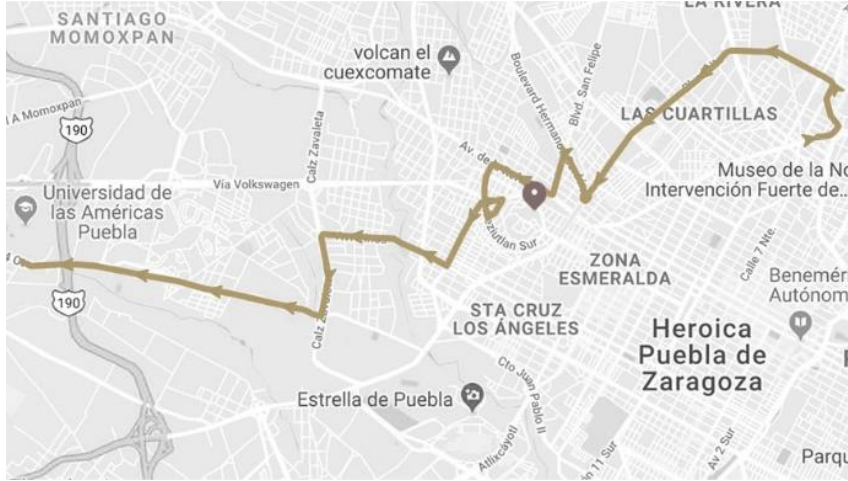 LA RIVERA
SANTIAGO
MOMOXPAN
volcan el
cuexcomate
Boulevard Hermano
Blvd. San Felipe
LAS CUARTILLAS
A Momoxpan
190
Av. de
Museo de la No
Intervención Fuerte de...
Calz Zavaleta
Vía Volkswagen
Universidad de
las Américas
Puebla
ziutlan Sur
ZONA
ESMERALDA
Calle 7 Nte.
Benemér
Autónom
190
STA CRUZ
LOS ÁNGELES
Calz Zavaleta
Heroica
Puebla de
Zaragoza
Cto Juan Pablo II
Estrella de Puebla
Atlixcáyotl
11 Sur
Av 2 Sur
Parqu